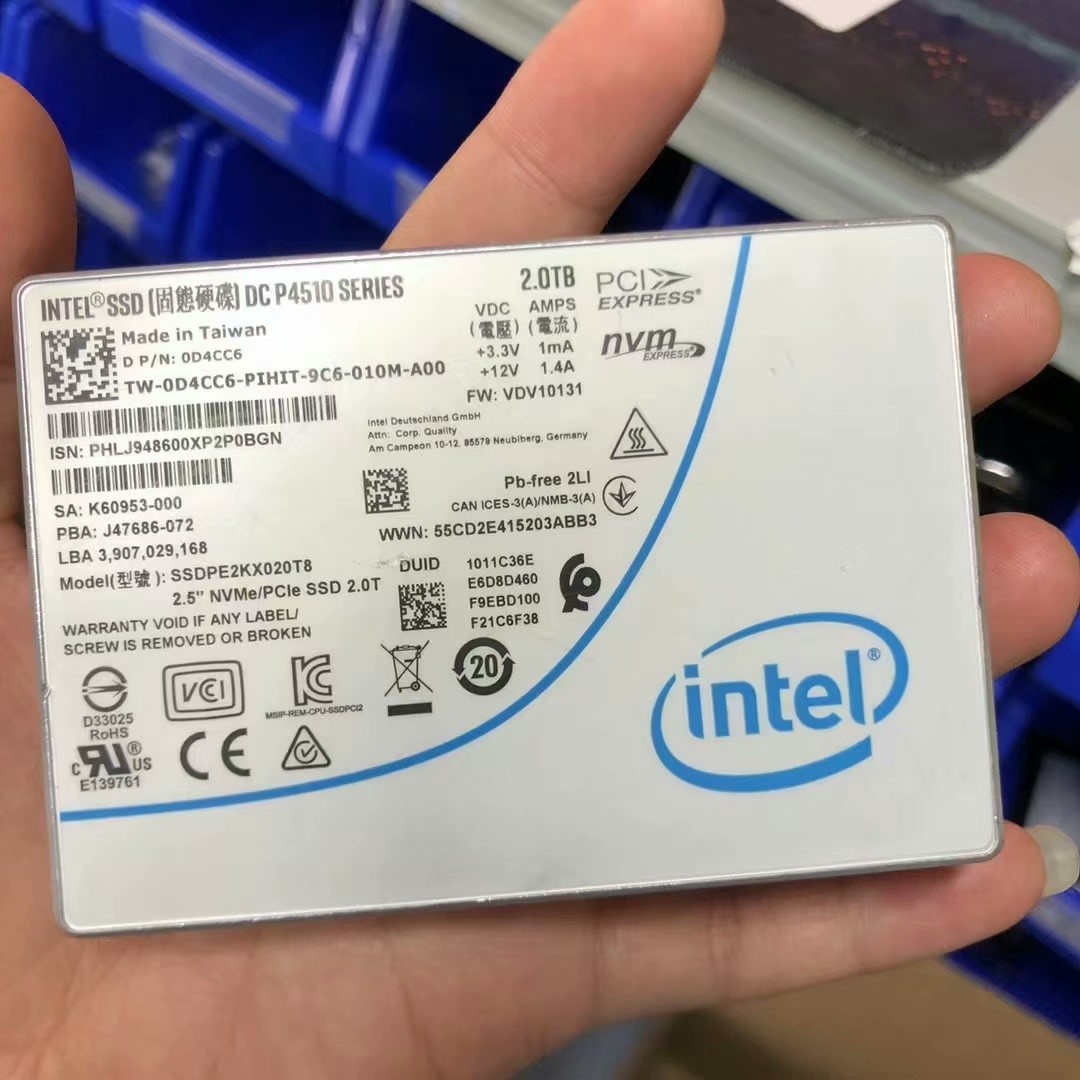 INTEL® SSD (固態硬碟) DC P4510 SERIES
2.0TB
PCI EXPRESS®
Made in Taiwan
D P/N: 0D4CC6
TW-0D4CC6-PIHIT-9C6-010M-A00
VDC AMPS
(電壓) (電流)
+3.3V 1mA
+12V 1.4A
nvm EXPRESS®
FW: VDV10131
ISN: PHLJ948600XP2P0BGN
Intel Deutschland GmbH
Attn: Corp. Quality
Am Campeon 10-12, 85579 Neubiberg, Germany
SA: K60953-000
PBA: J47686-072
LBA 3,907,029,168
Pb-free 2LI
CAN ICES-3(A)/NMB-3(A)
WWN: 55CD2E415203ABB3
Model(型號): SSDPE2KX020T8
2.5" NVMe/PCIe SSD 2.0T
DUID
1011C36E
E6D8D460
F9EBD100
F21C6F38
WARRANTY VOID IF ANY LABEL/
SCREW IS REMOVED OR BROKEN
D33025
RoHS
VCI
MSIP-REM-CPU-SSDPCI2
20
c RU® US
E139761
CE
intel®